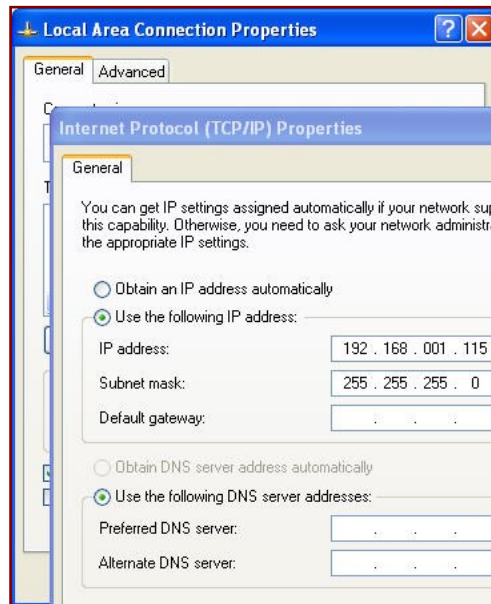 Local Area Connection Properties
General Advanced
Internet Protocol (TCP/IP) Properties
General
You can get IP settings assigned automatically if your network
this capability. Otherwise, you need to ask your network
the appropriate IP settings.
Obtain an IP address automatically
Use the following IP address:
IP address: 192 . 168 . 001 . 115
Subnet mask: 255 . 255 . 255 . 0
Default gateway: . . .
Obtain DNS server address automatically
Use the following DNS server addresses:
Preferred DNS server: . . .
Alternate DNS server: . . .